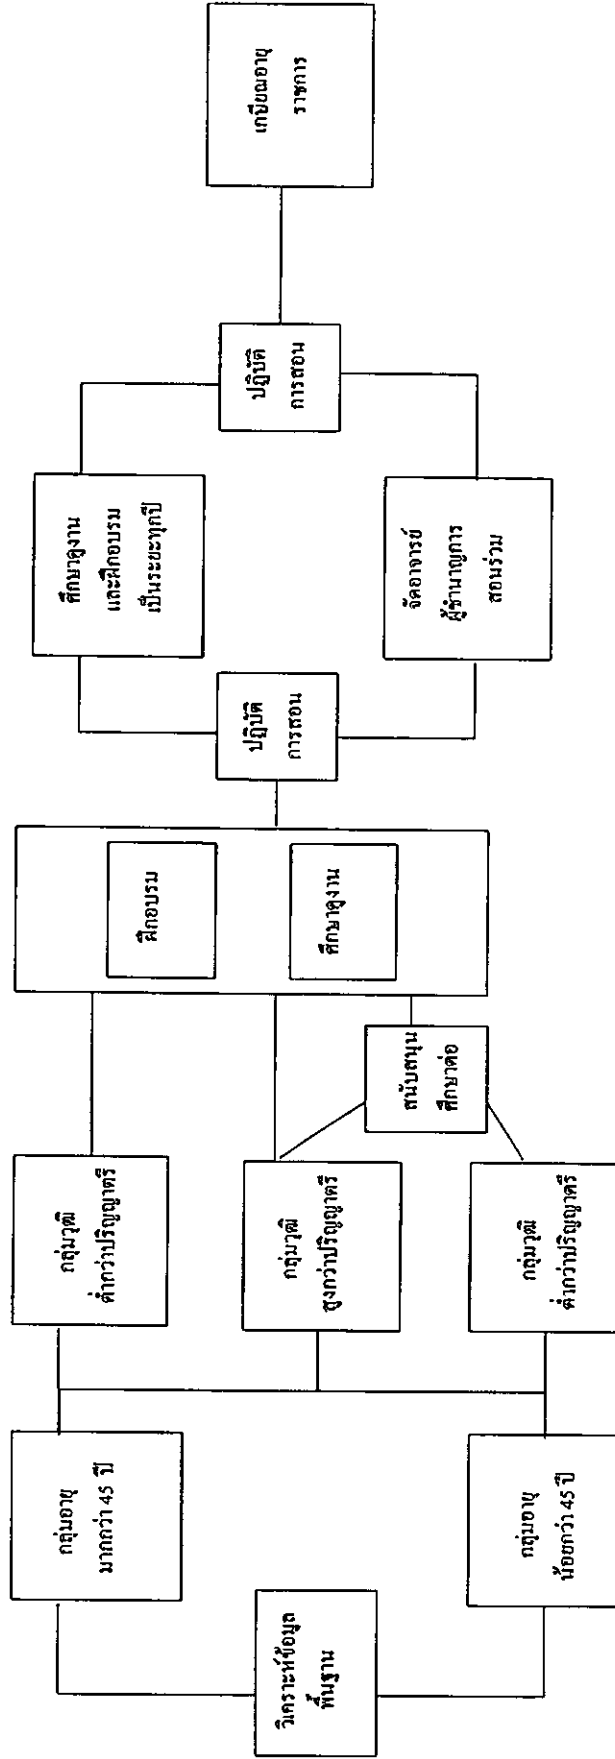 วิเคราะห์ข้อมูล
พื้นฐาน
กลุ่มอายุ
มากกว่า 45 ปี
กลุ่มอายุ
น้อยกว่า 45 ปี
กลุ่มวุฒิ
ต่ำกว่าปริญญาตรี
กลุ่มวุฒิ
สูงกว่าปริญญาตรี
กลุ่มวุฒิ
ต่ำกว่าปริญญาตรี
สนับสนุน
ศึกษาต่อ
ฝึกอบรม
ศึกษาดูงาน
ปฏิบัติ
การสอน
ศึกษาดูงาน
และฝึกอบรม
เป็นระยะทุกปี
จัดอาจารย์
ผู้ชำนาญการ
สอนร่วม
ปฏิบัติ
การสอน
เกษียณอายุ
ราชการ